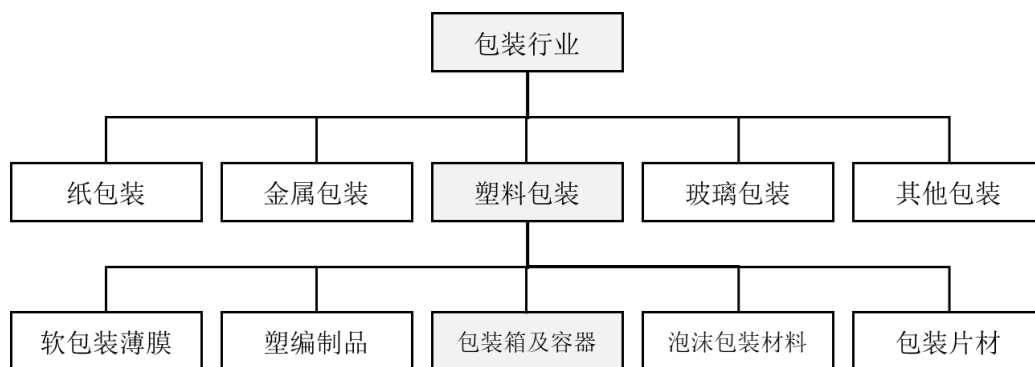 包装行业
纸包装
金属包装
塑料包装
玻璃包装
其他包装
软包装薄膜
塑编制品
包装箱及容器
泡沫包装材料
包装片材